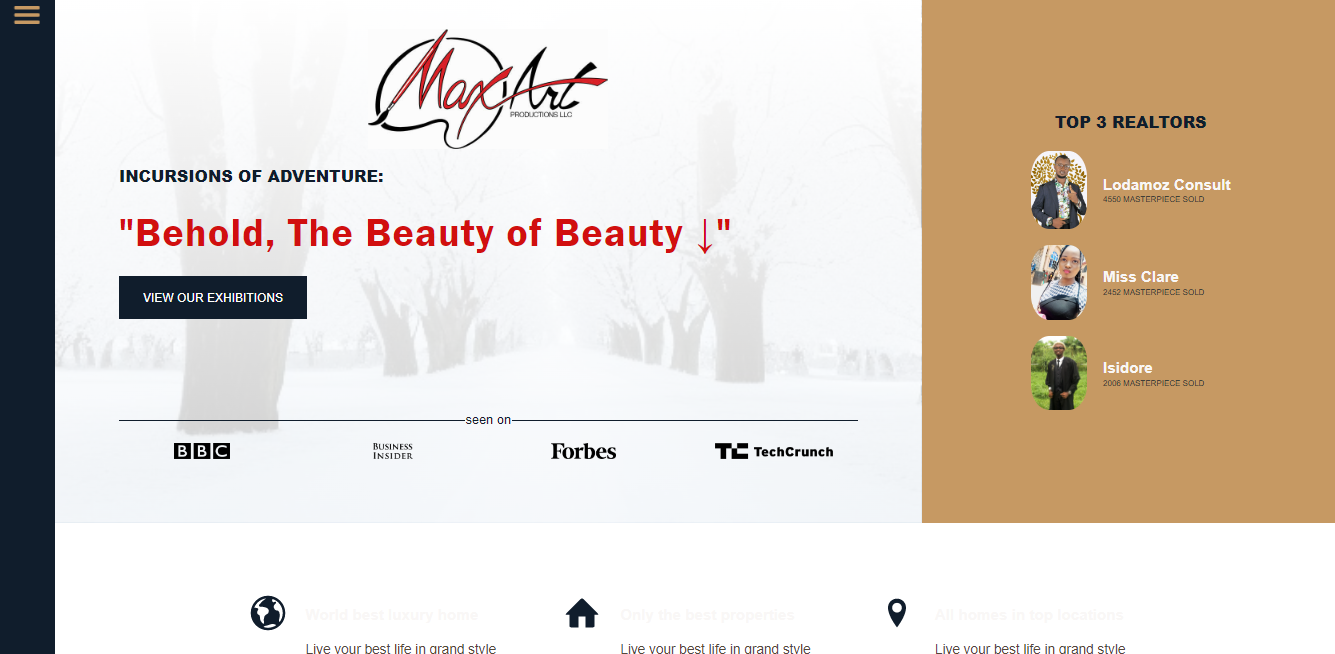 Max Art
PRODUCTIONS LLC
INCURSIONS OF ADVENTURE:
"Behold, The Beauty of Beauty ↓"
VIEW OUR EXHIBITIONS
seen on
BBC
BUSINESS
INSIDER
Forbes
TC TechCrunch
TOP 3 REALTORS
Lodamoz Consult
4550 MASTERPIECE SOLD
Miss Clare
2452 MASTERPIECE SOLD
Isidore
2006 MASTERPIECE SOLD
World best luxury home
Live your best life in grand style
Only the best properties
Live your best life in grand style
All homes in top locations
Live your best life in grand style